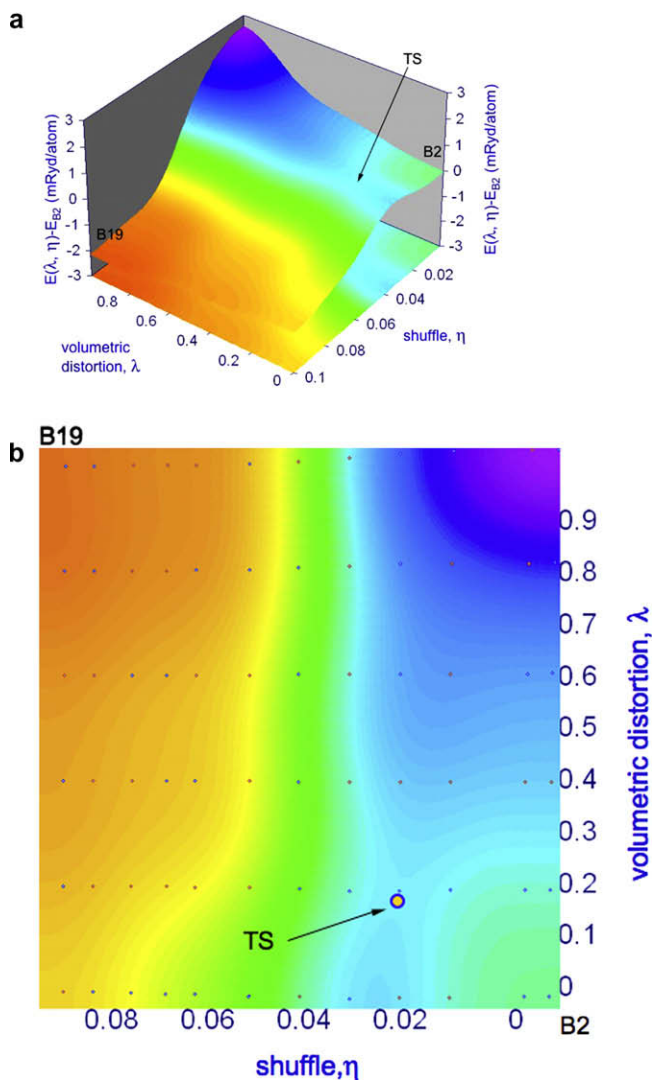 a
TS
B2
B19
E(λ, η)-E_B2 (mRyd/atom)
3
2
1
0
-1
-2
-3
E(λ, η)-E_B2 (mRyd/atom)
3
2
1
0
-1
-2
-3
0.8
0.6
0.4
0.2
0
volumetric
distortion, λ
0.02
0.04
0.06
0.08
0.1
shuffle, η
b
B19
0.9
0.8
0.7
0.6
0.5
0.4
0.3
0.2
0.1
0
volumetric distortion, λ
TS
0.08 0.06 0.04 0.02 0 B2
shuffle,η